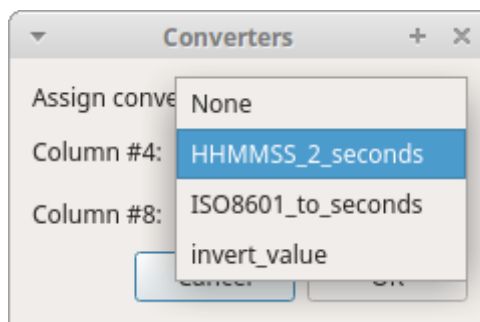 Converters
Assign conve
None
Column #4:
HHMMSS_2_seconds
ISO8601_to_seconds
Column #8:
invert_value